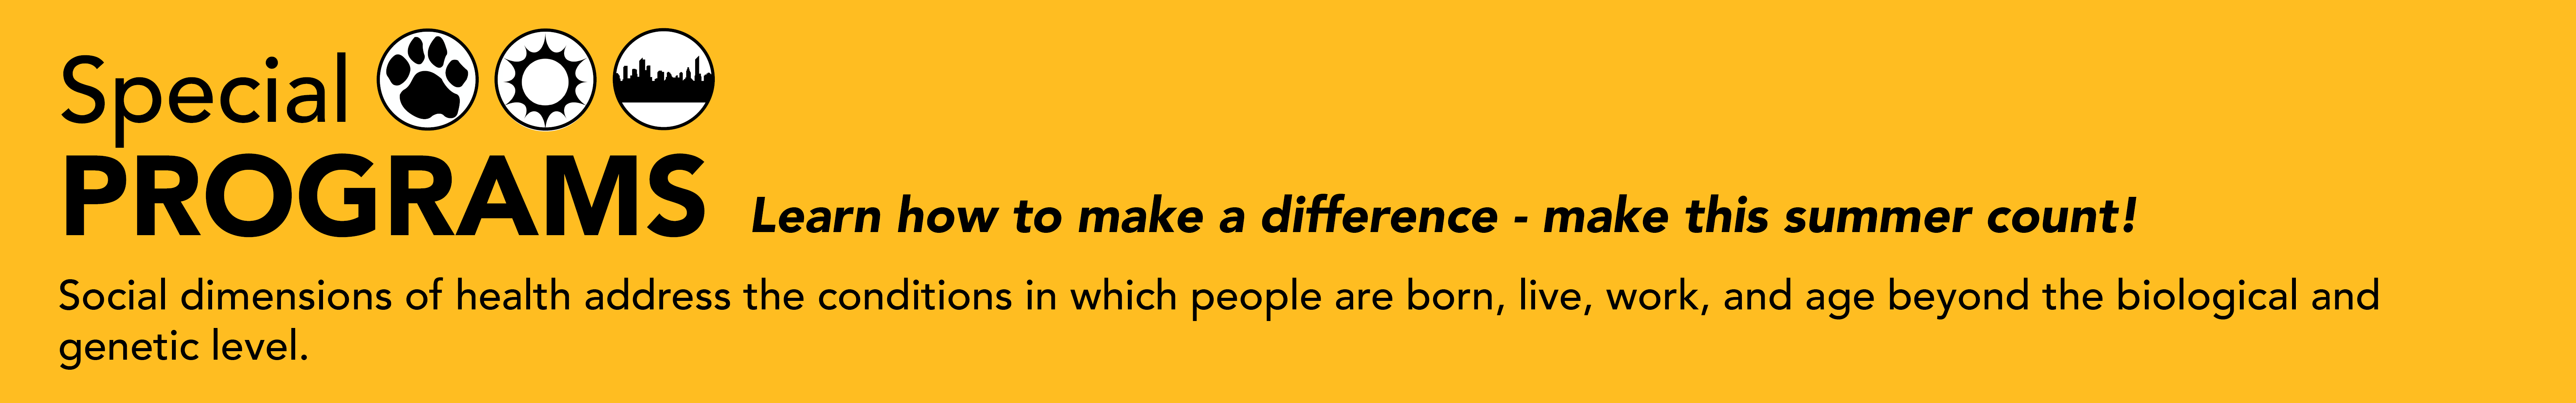 Special
PROGRAMS
Learn how to make a difference - make this summer count!
Social dimensions of health address the conditions in which people are born, live, work, and age beyond the biological and
genetic level.